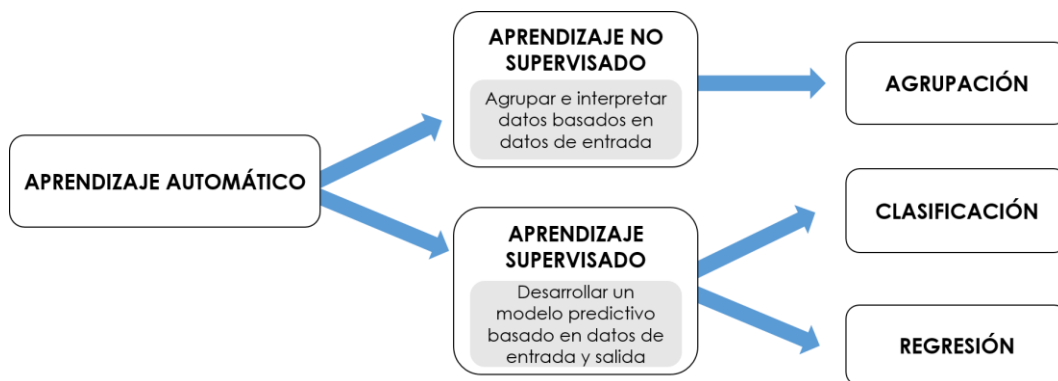 APRENDIZAJE AUTOMÁTICO
APRENDIZAJE NO
SUPERVISADO
Agrupar e interpretar
datos basados en
datos de entrada
APRENDIZAJE
SUPERVISADO
Desarrollar un
modelo predictivo
basado en datos de
entrada y salida
AGRUPACIÓN
CLASIFICACIÓN
REGRESIÓN